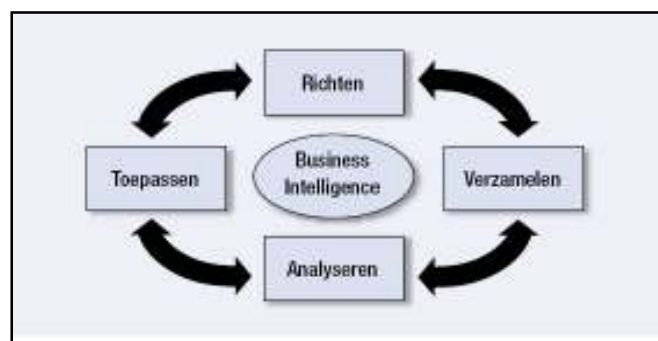 Richten
Toepassen
Business
Intelligence
Verzamelen
Analyseren